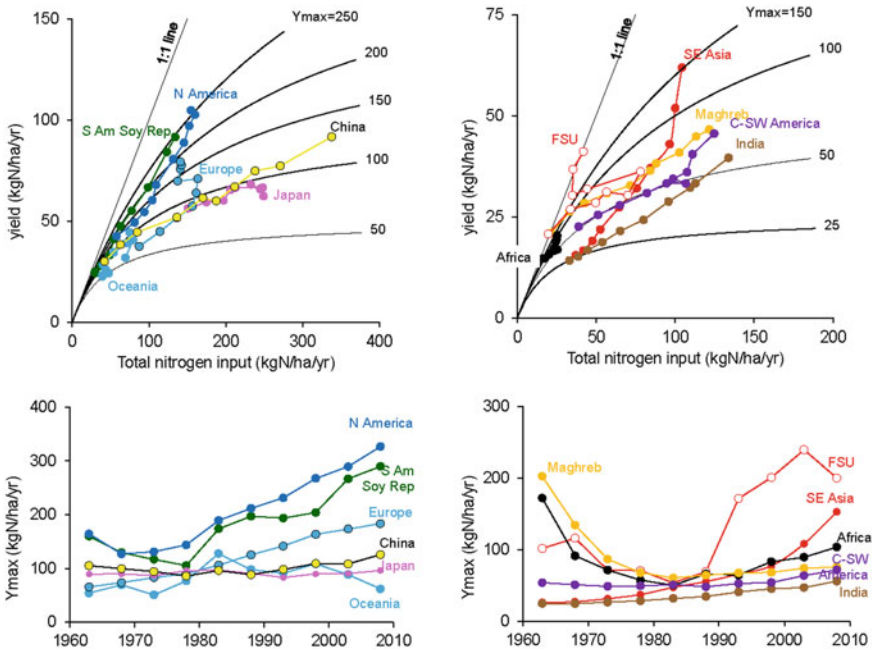 150
100
50
0
yield (kgN/ha/yr)
0
100
200
300
400
Total nitrogen input (kgN/ha/yr)
1:1 line
Ymax=250
200
150
100
50
N America
S Am Soy Rep
China
Europe
Japan
Oceania
75
50
25
0
yield (kgN/ha/yr)
0
50
100
150
200
Total nitrogen input (kgN/ha/yr)
1:1 line
Ymax=150
100
50
25
SE Asia
FSU
Maghreb
C-SW America
India
Africa
400
300
200
100
0
Ymax (kgN/ha/yr)
1960
1970
1980
1990
2000
2010
N America
S Am
Soy Rep
Europe
China
Japan
Oceania
300
200
100
0
Ymax (kgN/ha/yr)
1960
1970
1980
1990
2000
2010
Maghreb
FSU
SE Asia
Africa
C-SW
America
India